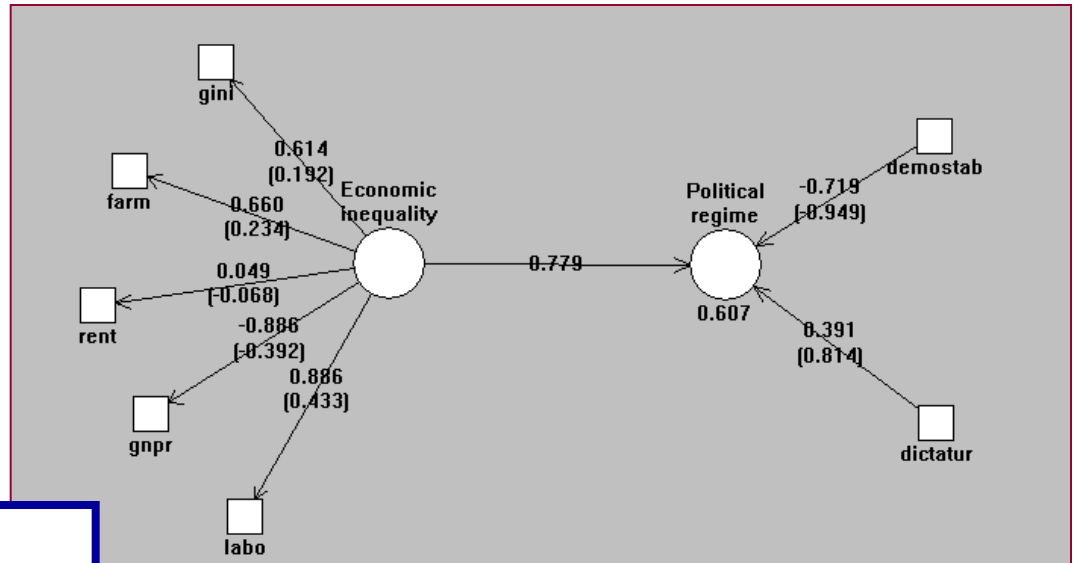 gini
0.614
(0.192)
farm
0.660
(0.234)
Economic
inequality
rent
0.049
(-0.068)
gnpr
-0.886
(-0.392)
labo
0.886
(0.433)
0.779
Political
regime
0.607
demostab
-0.719
(-0.949)
dictatur
0.391
(0.814)